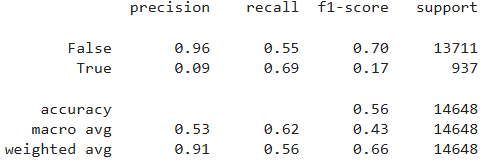 precision recall f1-score support
False 0.96 0.55 0.70 13711
True 0.09 0.69 0.17 937
accuracy 0.56 14648
macro avg 0.53 0.62 0.43 14648
weighted avg 0.91 0.56 0.66 14648